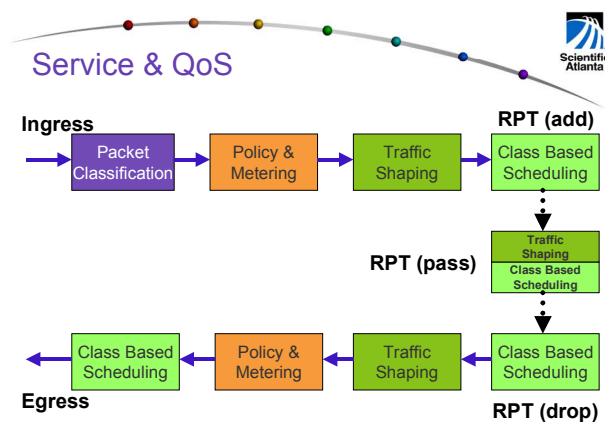 Scientific
Atlanta
Service & QoS
Ingress
RPT (add)
Packet
Classification
Policy &
Metering
Traffic
Shaping
Class Based
Scheduling
RPT (pass)
Traffic
Shaping
Class Based
Scheduling
Class Based
Scheduling
Policy &
Metering
Traffic
Shaping
Class Based
Scheduling
Egress
RPT (drop)